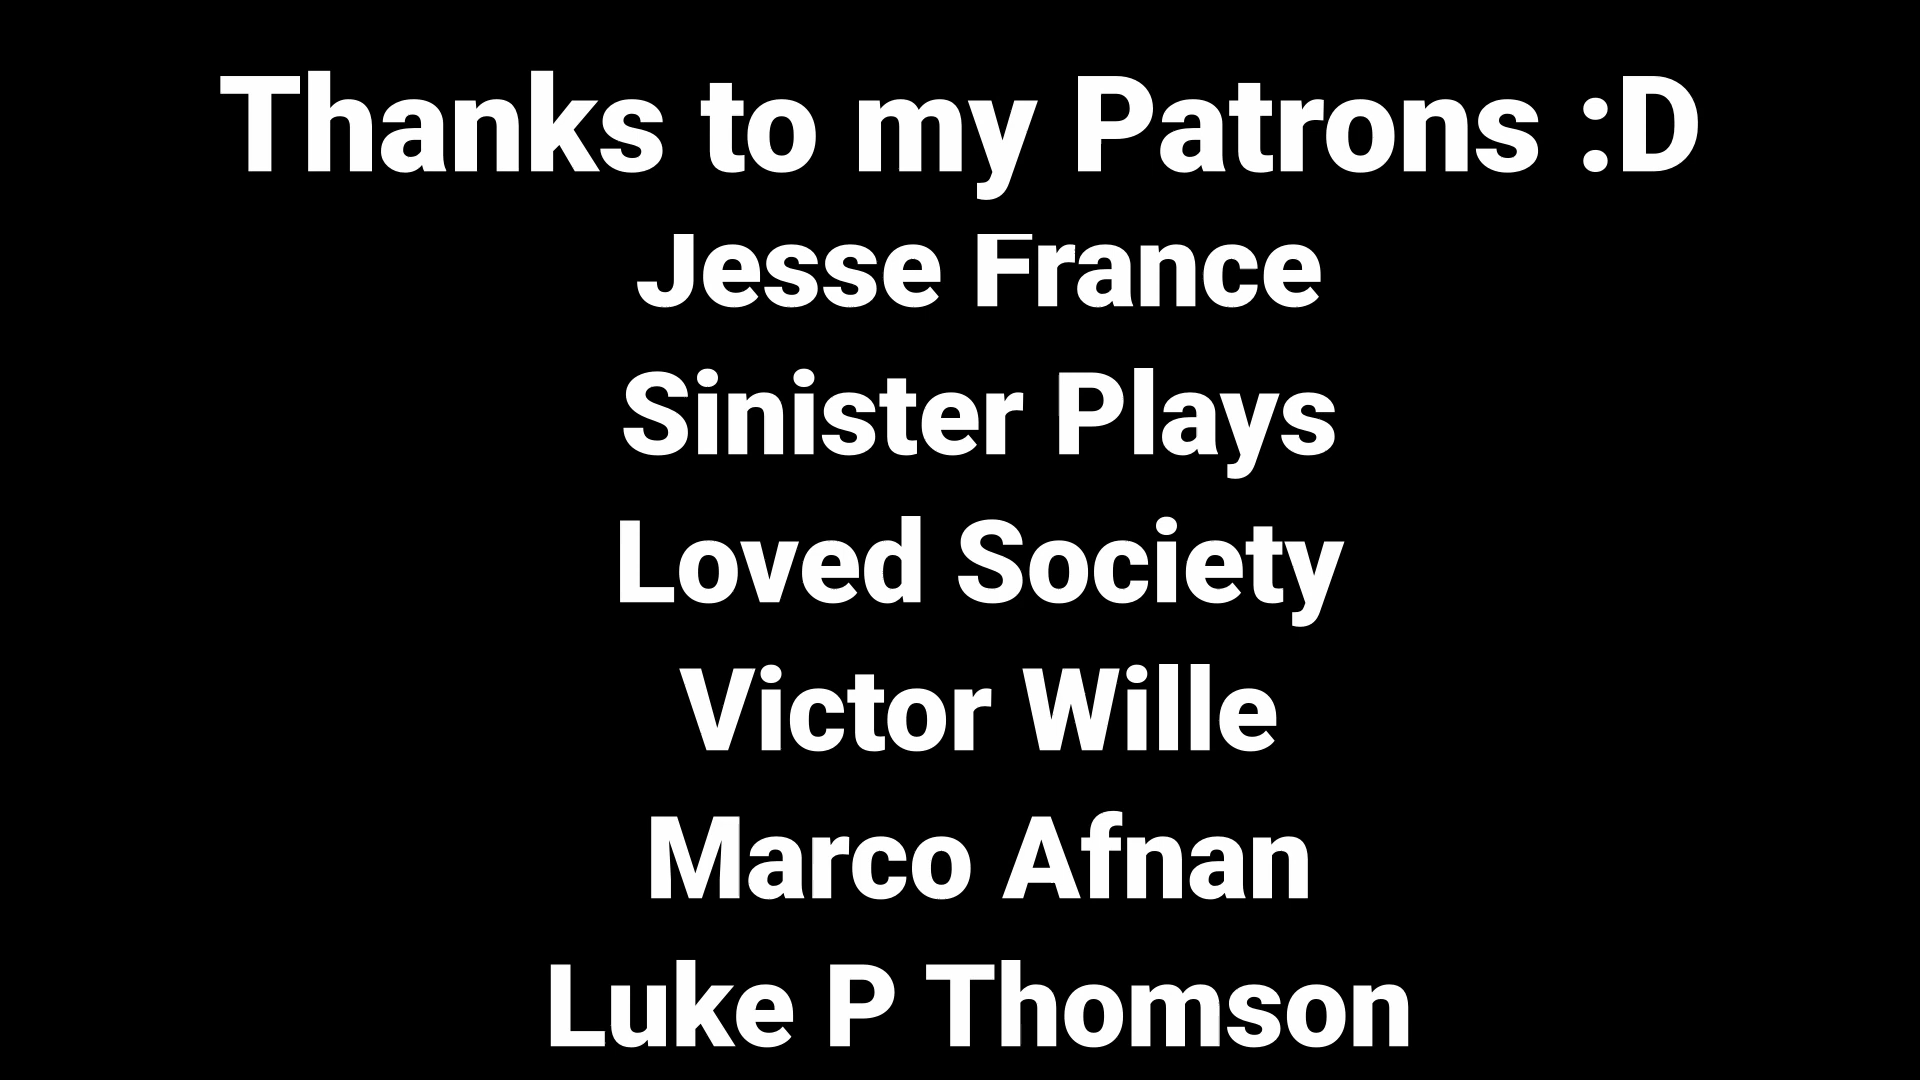 Thanks to my Patrons :D
Jesse France
Sinister Plays
Loved Society
Victor Wille
Marco Afnan
Luke P Thomson